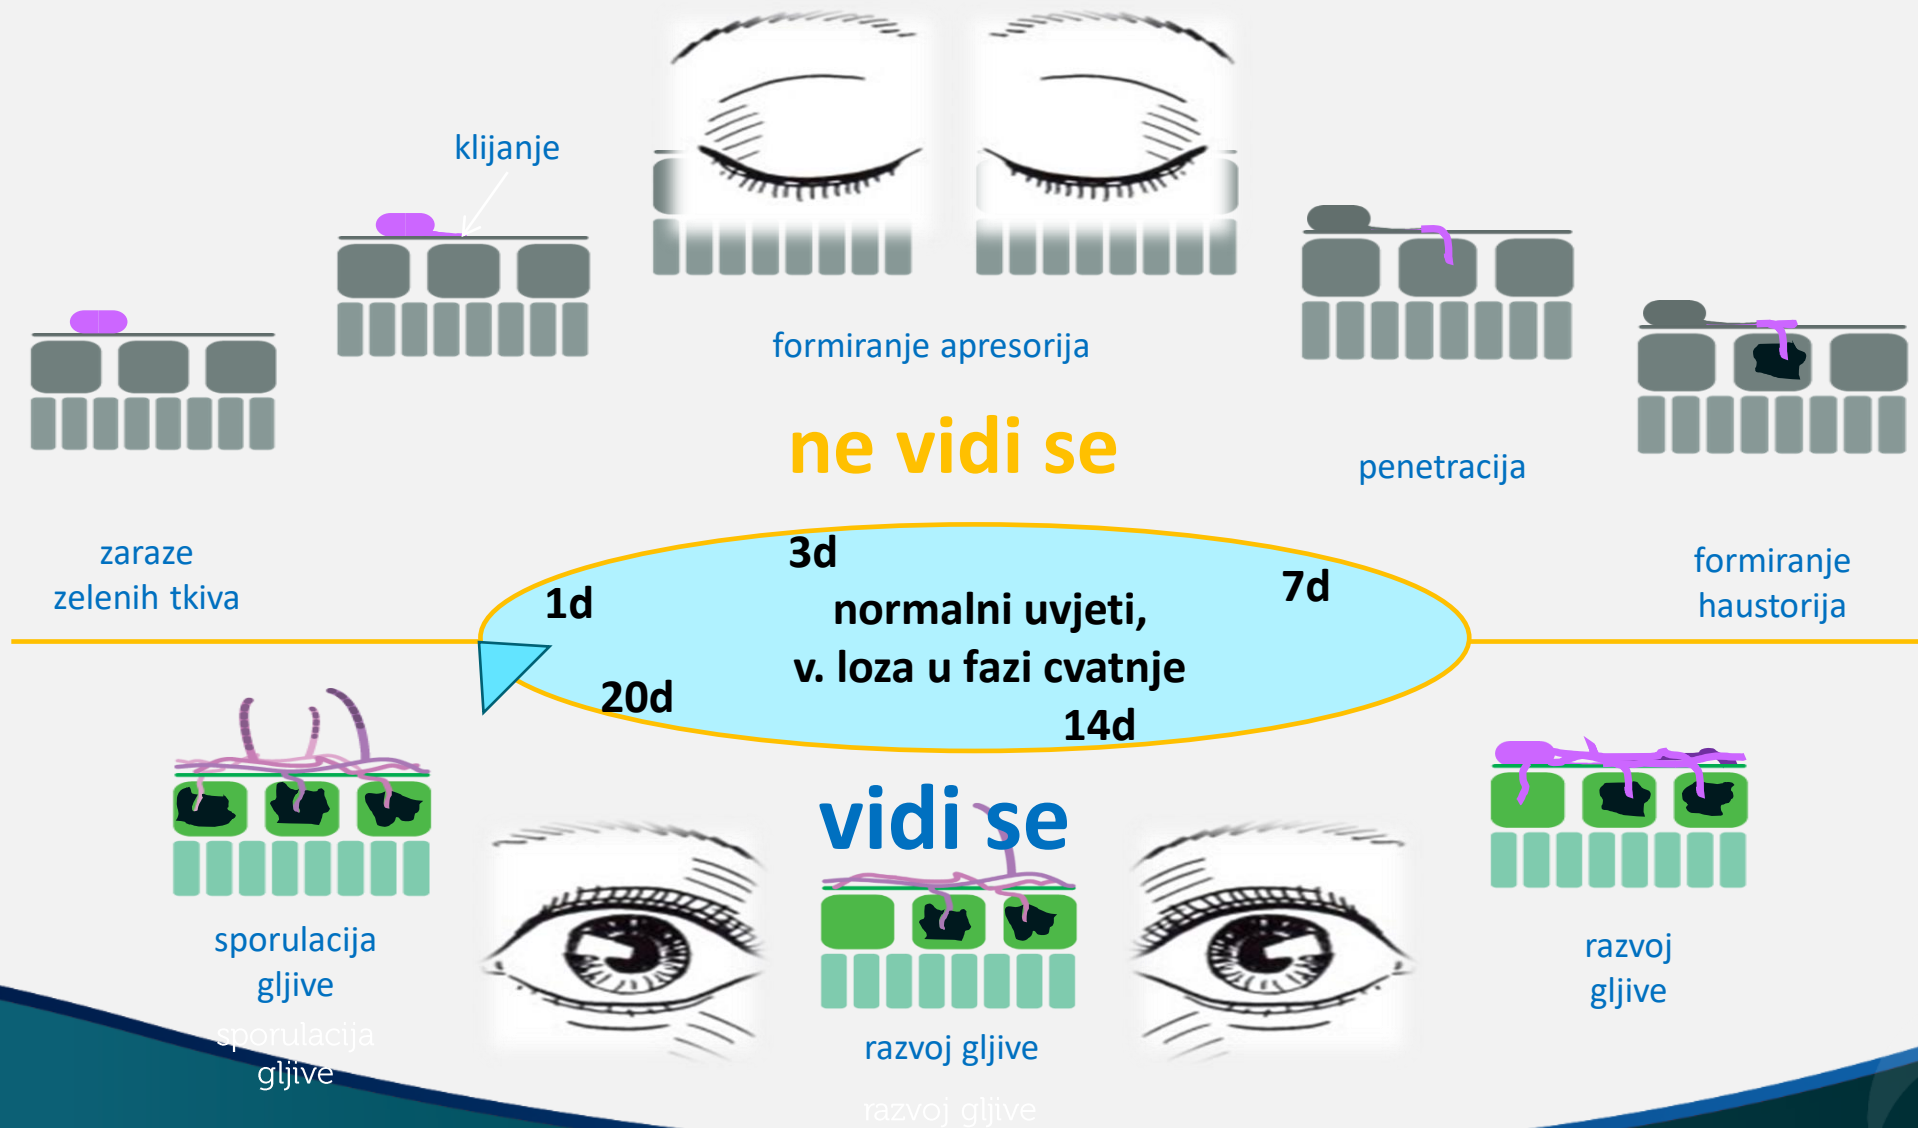 klijanje
formiranje apresorija
ne vidi se
penetracija
zaraze
zelenih tkiva
formiranje
haustorija
3d
1d
7d
normalni uvjeti,
v. loza u fazi cvatnje
20d
14d
vidi se
sporulacija
gljive
sporulacija
gljive
razvoj gljive
razvoj gljive
razvoj
gljive